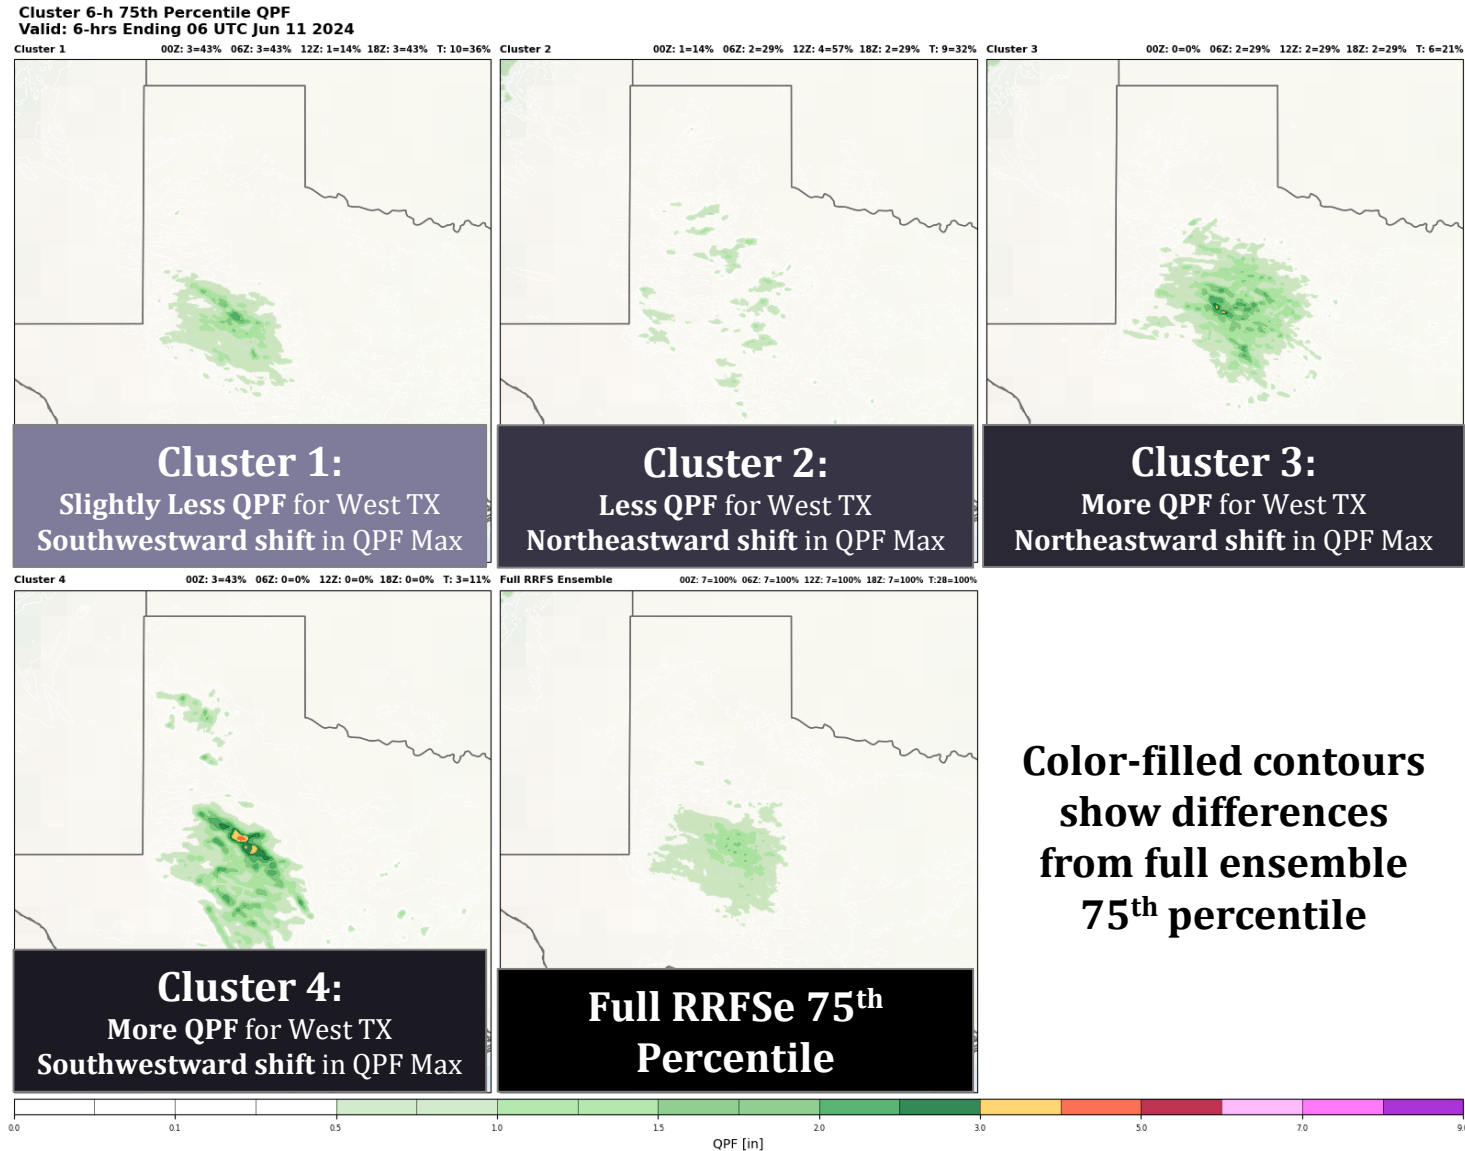 Cluster 6-h 75th Percentile QPF
Valid: 6-hrs Ending 06 UTC Jun 11 2024
Cluster 1 00Z: 3=43% 06Z: 3=43% 12Z: 1=14% 18Z: 3=43% T: 10=36%
Cluster 2 00Z: 1=14% 06Z: 2=29% 12Z: 4=57% 18Z: 2=29% T: 9=32%
Cluster 3 00Z: 0=0% 06Z: 2=29% 12Z: 2=29% 18Z: 2=29% T: 6=21%
Cluster 1:
Slightly Less QPF for West TX
Southwestward shift in QPF Max
Cluster 2:
Less QPF for West TX
Northeastward shift in QPF Max
Cluster 3:
More QPF for West TX
Northeastward shift in QPF Max
Cluster 4 00Z: 3=43% 06Z: 0=0% 12Z: 0=0% 18Z: 0=0% T: 3=11%
Full RRFS Ensemble 00Z: 7=100% 06Z: 7=100% 12Z: 7=100% 18Z: 7=100% T:28=100%
Cluster 4:
More QPF for West TX
Southwestward shift in QPF Max
Full RRFSe 75th
Percentile
Color-filled contours
show differences
from full ensemble
75th percentile
0.0 0.1 0.5 1.0 1.5 2.0 3.0 5.0 7.0 9.0
QPF [in]